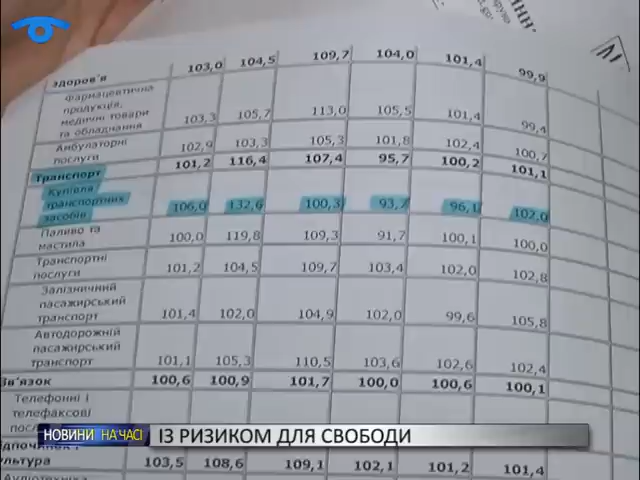 здоров'я 103,0 104,5 109,7 104,0 101,4 99,9
Фармацевтична
продукція,
медичні товари
та обладнання 103,3 105,7 113,0 105,5 101,4 99,4
Амбулаторні
послуги 102,9 103,3 105,3 101,8 102,4 100,7
Транспорт 101,2 116,4 107,4 95,7 100,2 101,1
Купівля
транспортних
засобів 106,0 132,6 100,3 93,7 96,1 102,0
Паливо та
мастила 100,0 119,8 109,3 91,7 100,1 100,0
Транспортні
послуги 101,2 104,5 109,7 103,4 102,0 102,8
Залізничний
пасажирський
транспорт 101,4 102,0 104,9 102,0 99,6 105,8
Автодорожній
пасажирський
транспорт 101,1 105,3 110,5 103,6 102,6 102,4
Зв'язок 100,6 100,9 101,7 100,0 100,6 100,1
Телефонні і
телефаксові
НОВИНИ НА ЧАСІ ІЗ РИЗИКОМ ДЛЯ СВОБОДИ
культура 103,5 108,6 109,1 102,1 101,2 101,4